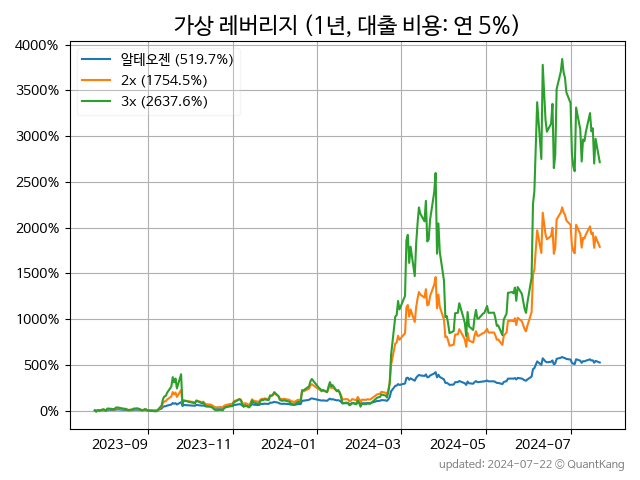 가상 레버리지 (1년, 대출 비용: 연 5%)
알테오젠 (519.7%)
2x (1754.5%)
3x (2637.6%)
4000%
3500%
3000%
2500%
2000%
1500%
1000%
500%
0%
2023-09 2023-11 2024-01 2024-03 2024-05 2024-07
updated: 2024-07-22 © QuantKang